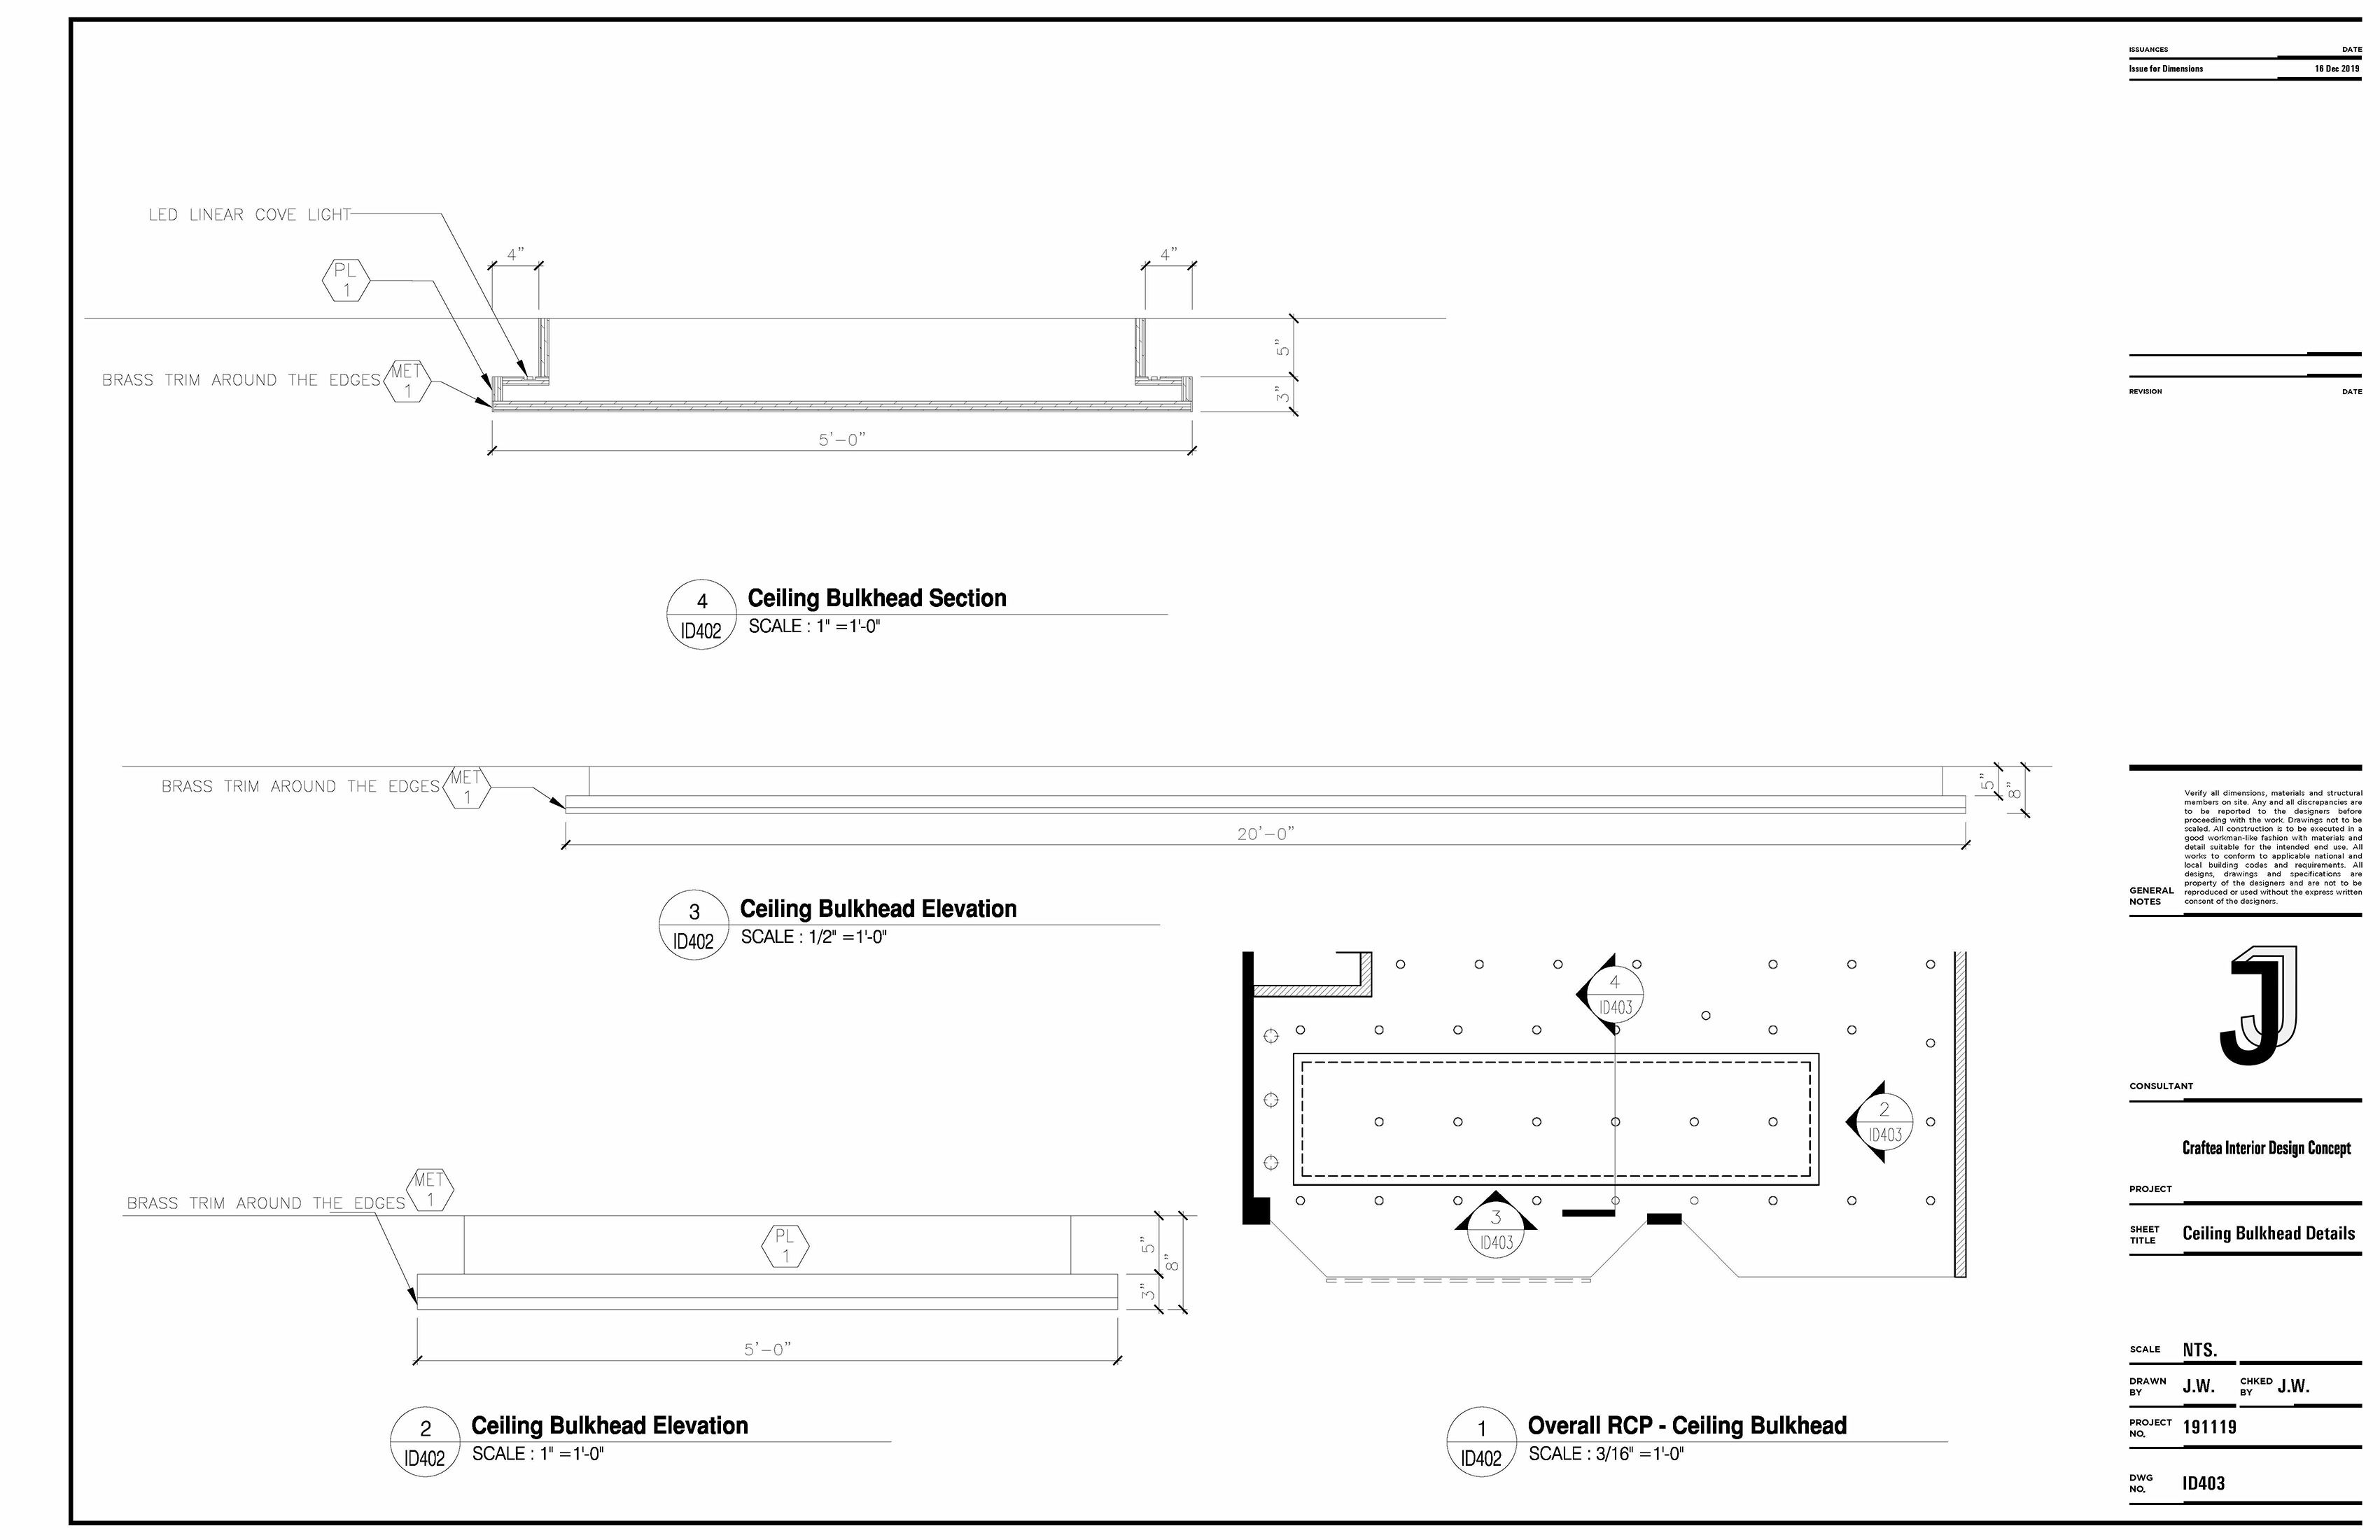 ISSUANCES DATE
Issue for Dimensions 16 Dec 2019
LED LINEAR COVE LIGHT
4" 4"
PL
1
BRASS TRIM AROUND THE EDGES
MET
1
5"
3"
5'-0"
REVISION DATE
4
ID402
Ceiling Bulkhead Section
SCALE : 1" =1'-0"
BRASS TRIM AROUND THE EDGES
MET
1
5"
8"
20'-0"
3
ID402
Ceiling Bulkhead Elevation
SCALE : 1/2" =1'-0"
GENERAL
NOTES
Verify all dimensions, materials and structural
members on site. Any and all discrepancies are
to be reported to the designers before
proceeding with the work. Drawings not to be
scaled. All construction is to be executed in a
good workman-like fashion with materials and
detail suitable for the intended end use. All
works to conform to applicable national and
local building codes and requirements. All
designs, drawings and specifications are
property of the designers and are not to be
reproduced or used without the express written
consent of the designers.
4
ID403
2
ID403
3
ID403
JJ
CONSULTANT
Craftea Interior Design Concept
PROJECT
BRASS TRIM AROUND THE EDGES
MET
1
PL
1
5"
3"
8"
5'-0"
SHEET
TITLE
Ceiling Bulkhead Details
2
ID402
Ceiling Bulkhead Elevation
SCALE : 1" =1'-0"
1
ID402
Overall RCP - Ceiling Bulkhead
SCALE : 3/16" =1'-0"
SCALE NTS.
DRAWN
BY
J.W.
CHKED
BY
J.W.
PROJECT
NO.
191119
DWG
NO.
ID403